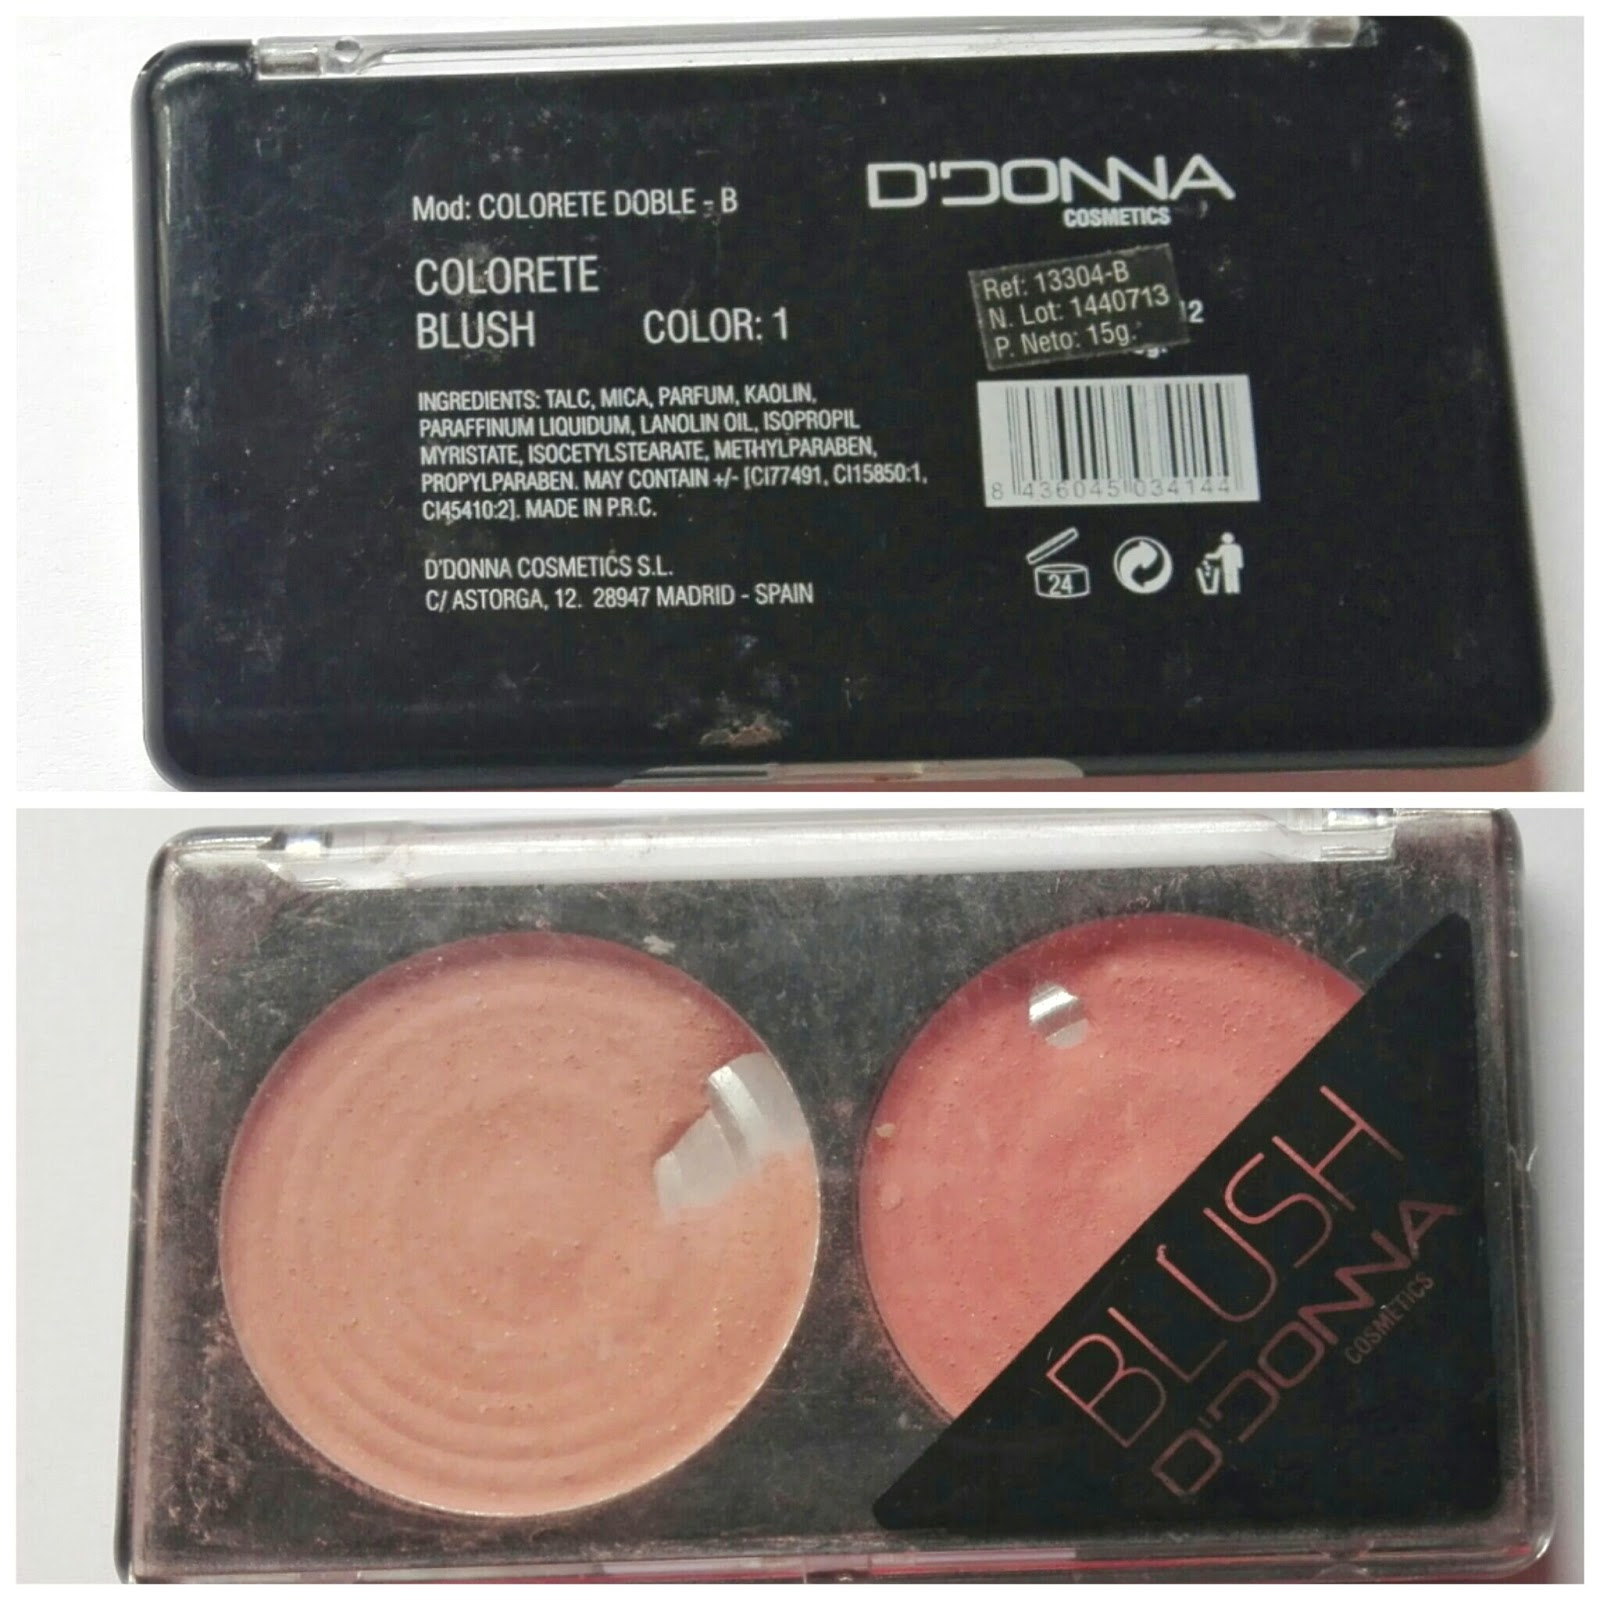 Mod: COLORETE DOBLE - B
COLORETE
BLUSH COLOR: 1
INGREDIENTS: TALC, MICA, PARFUM, KAOLIN,
PARAFFINUM LIQUIDUM, LANOLIN OIL, ISOPROPIL
MYRISTATE, ISOCETYLSTEARATE, METHYLPARABEN,
PROPYLPARABEN. MAY CONTAIN +/- [CI77491, CI15850:1,
CI45410:2]. MADE IN P.R.C.
D'DONNA COSMETICS S.L.
C/ ASTORGA, 12. 28947 MADRID - SPAIN
D'DONNA
COSMETICS
Ref: 13304-B
N. Lot: 1440713
P. Neto: 15g.
8 436045 034144
24
BLUSH
D'DONNA
COSMETICS